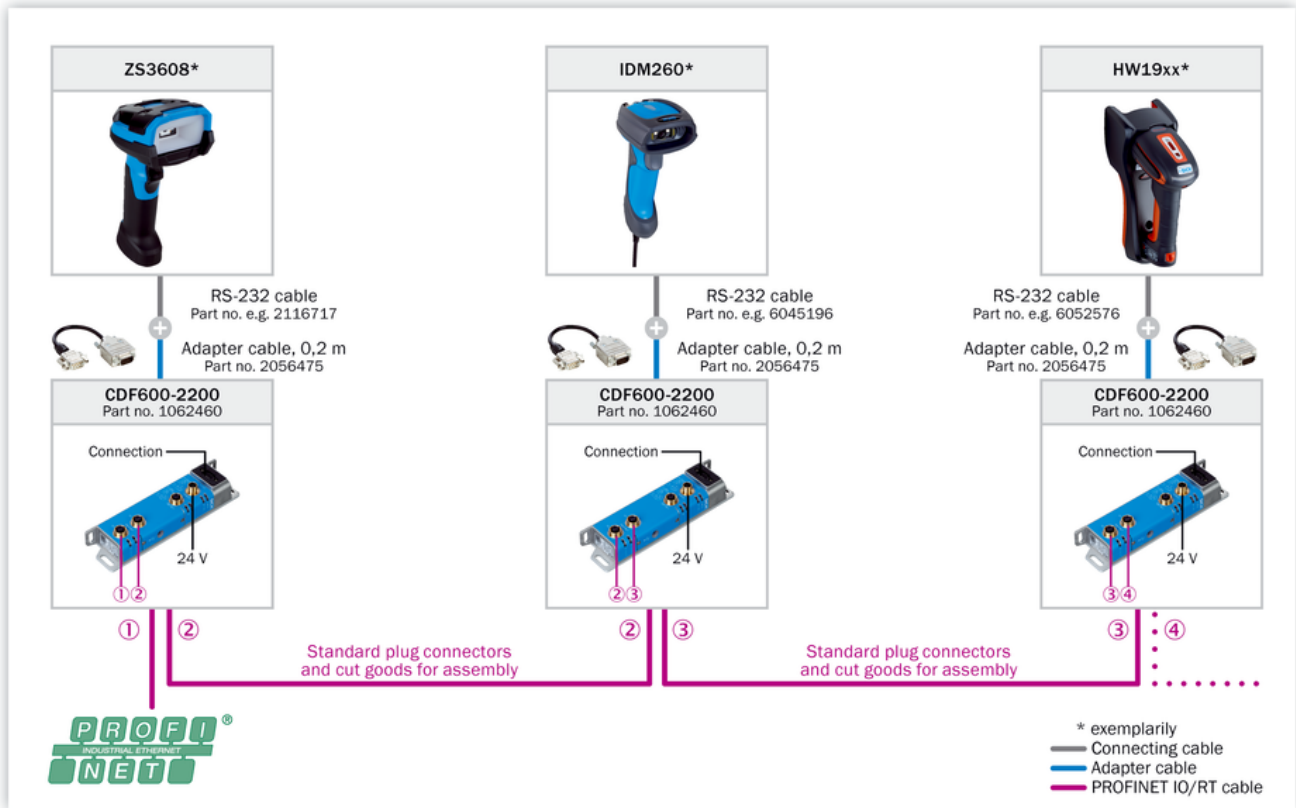 ZS3608*
RS-232 cable
Part no. e.g. 2116717
Adapter cable, 0,2 m
Part no. 2056475
CDF600-2200
Part no. 1062460
Connection
24 V
①②
① ②
IDM260*
RS-232 cable
Part no. e.g. 6045196
Adapter cable, 0,2 m
Part no. 2056475
CDF600-2200
Part no. 1062460
Connection
24 V
②③
② ③
HW19xx*
RS-232 cable
Part no. e.g. 6052576
Adapter cable, 0,2 m
Part no. 2056475
CDF600-2200
Part no. 1062460
Connection
24 V
③④
③ ④
Standard plug connectors
and cut goods for assembly
Standard plug connectors
and cut goods for assembly
PROFI®
INDUSTRIAL ETHERNET
NET
* exemplarily
Connecting cable
Adapter cable
PROFINET IO/RT cable